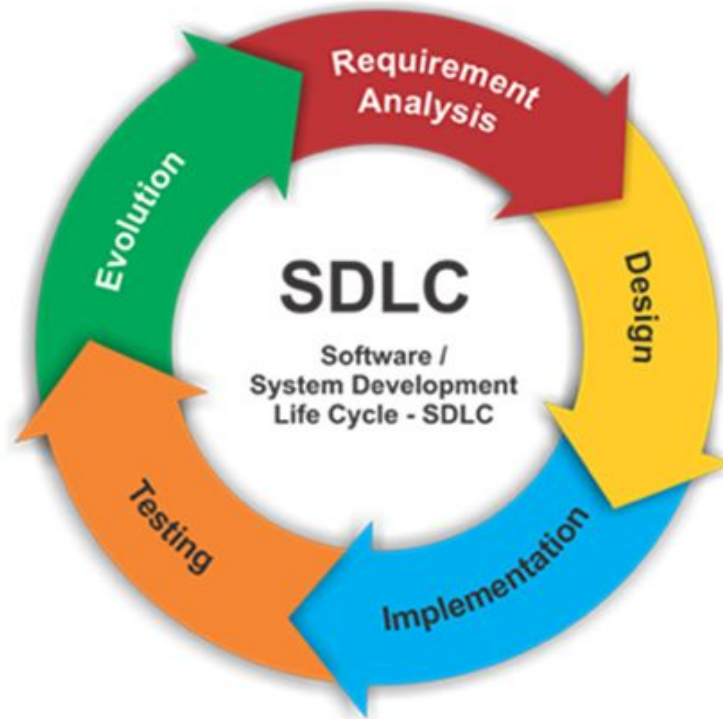 Requirement
Analysis
Design
Implementation
Testing
Evolution
SDLC
Software /
System Development
Life Cycle - SDLC